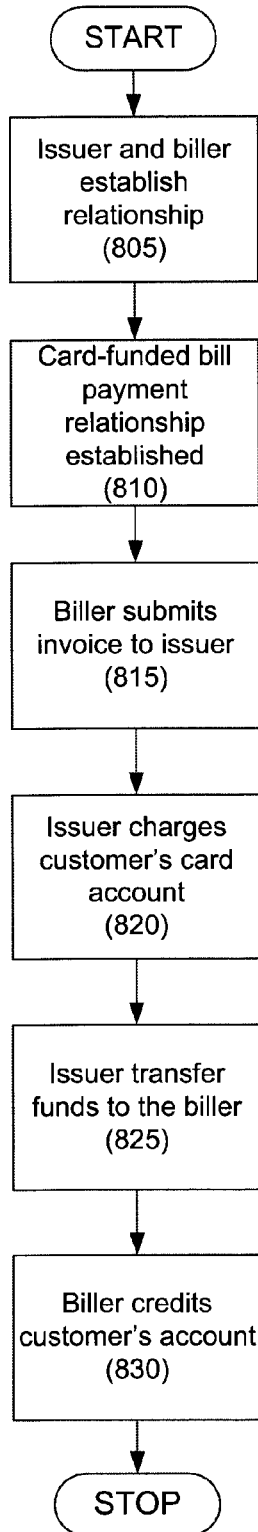 START
Issuer and biller
establish
relationship
(805)
Card-funded bill
payment
relationship
established
(810)
Biller submits
invoice to issuer
(815)
Issuer charges
customer's card
account
(820)
Issuer transfer
funds to the biller
(825)
Biller credits
customer's account
(830)
STOP